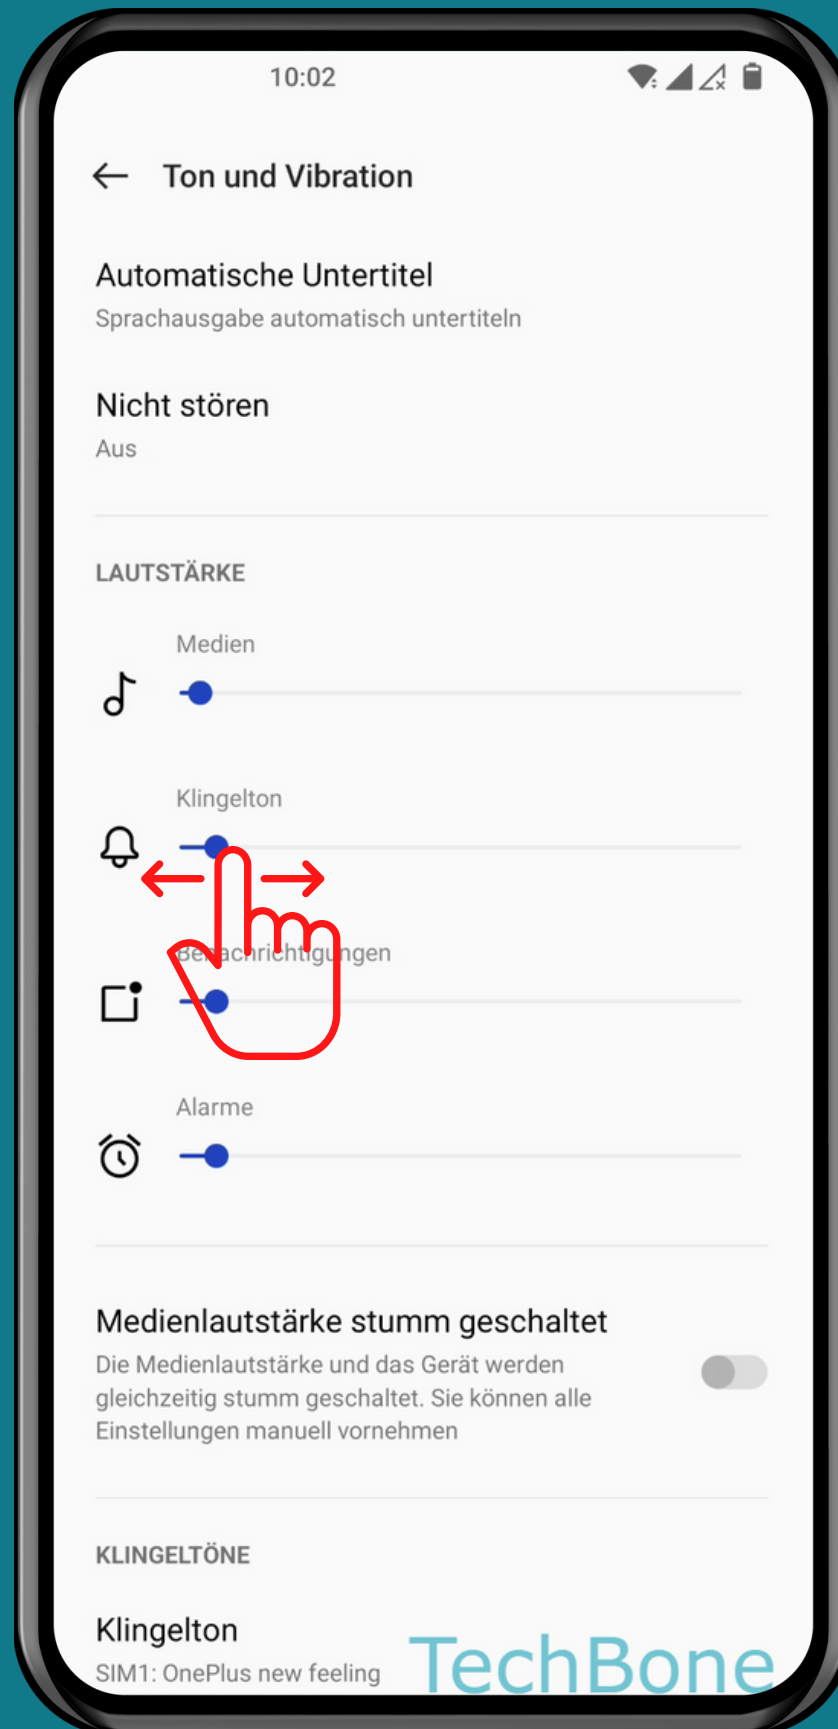 10:02
Ton und Vibration
Automatische Untertitel
Sprachausgabe automatisch untertiteln
Nicht stören
Aus
LAUTSTÄRKE
Medien
Klingelton
Benachrichtigungen
Alarme
Medienlautstärke stumm geschaltet
Die Medienlautstärke und das Gerät werden
gleichzeitig stumm geschaltet. Sie können alle
Einstellungen manuell vornehmen
KLINGELTÖNE
Klingelton
SIM1: OnePlus new feeling
TechBone